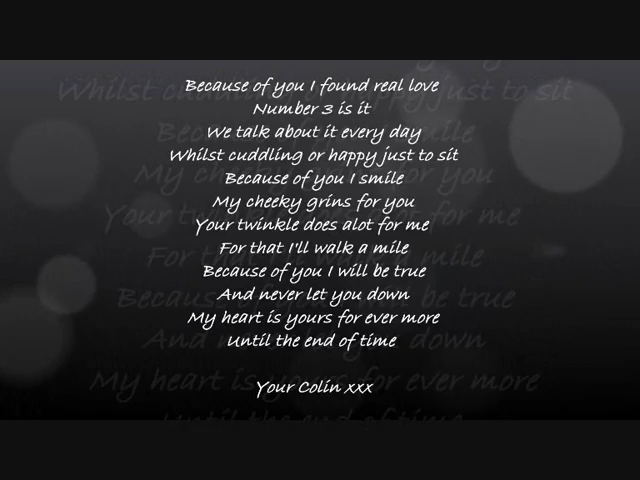 Because of you I found real love
Number 3 is it
We talk about it every day
Whilst cuddling or happy just to sit
Because of you I smile
My cheeky grins for you
Your twinkle does alot for me
For that I'll walk a mile
Because of you I will be true
And never let you down
My heart is yours for ever more
Until the end of time
Your Colin xxx